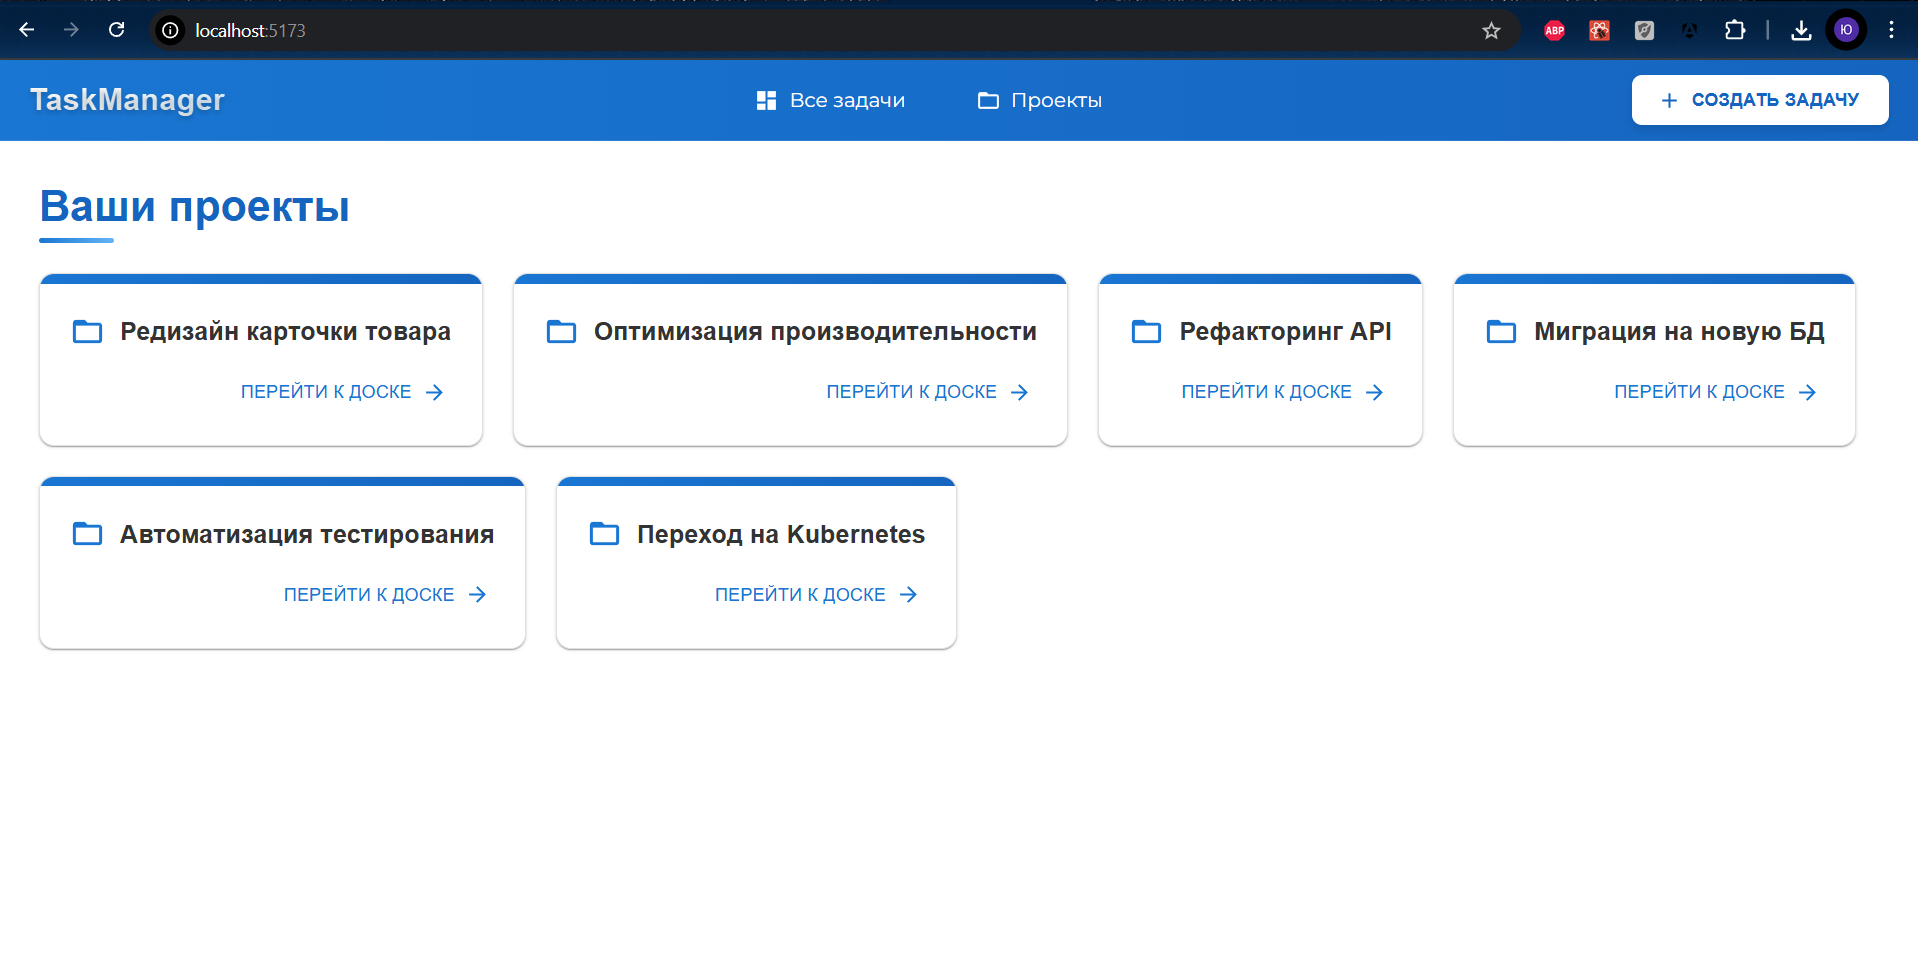 localhost:5173
ABP
Ю
TaskManager
Все задачи
Проекты
СОЗДАТЬ ЗАДАЧУ
Ваши проекты
Редизайн карточки товара
ПЕРЕЙТИ К ДОСКЕ
Оптимизация производительности
ПЕРЕЙТИ К ДОСКЕ
Рефакторинг API
ПЕРЕЙТИ К ДОСКЕ
Миграция на новую БД
ПЕРЕЙТИ К ДОСКЕ
Автоматизация тестирования
ПЕРЕЙТИ К ДОСКЕ
Переход на Kubernetes
ПЕРЕЙТИ К ДОСКЕ